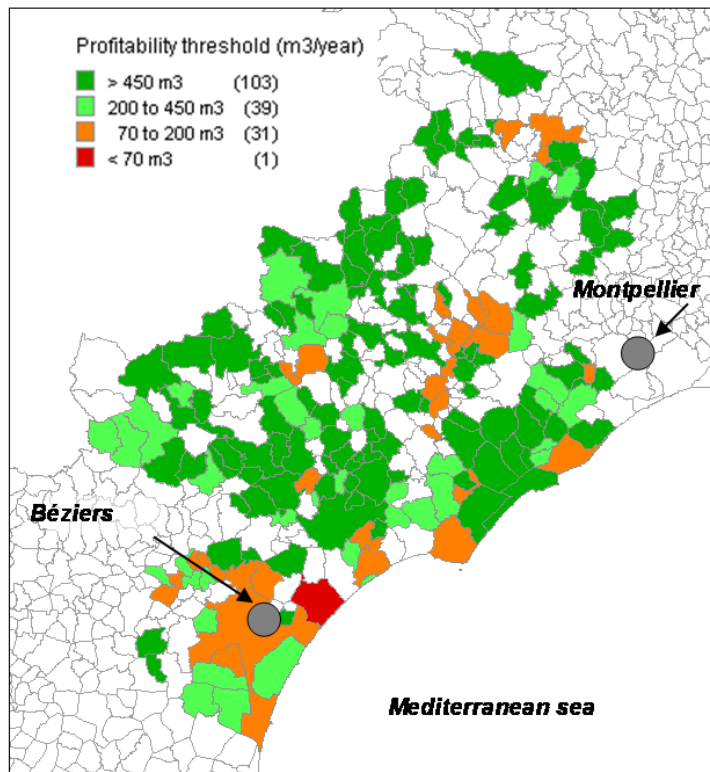 Profitability threshold (m3/year)
> 450 m3 (103)
200 to 450 m3 (39)
70 to 200 m3 (31)
< 70 m3 (1)
Montpellier
Béziers
Mediterranean sea